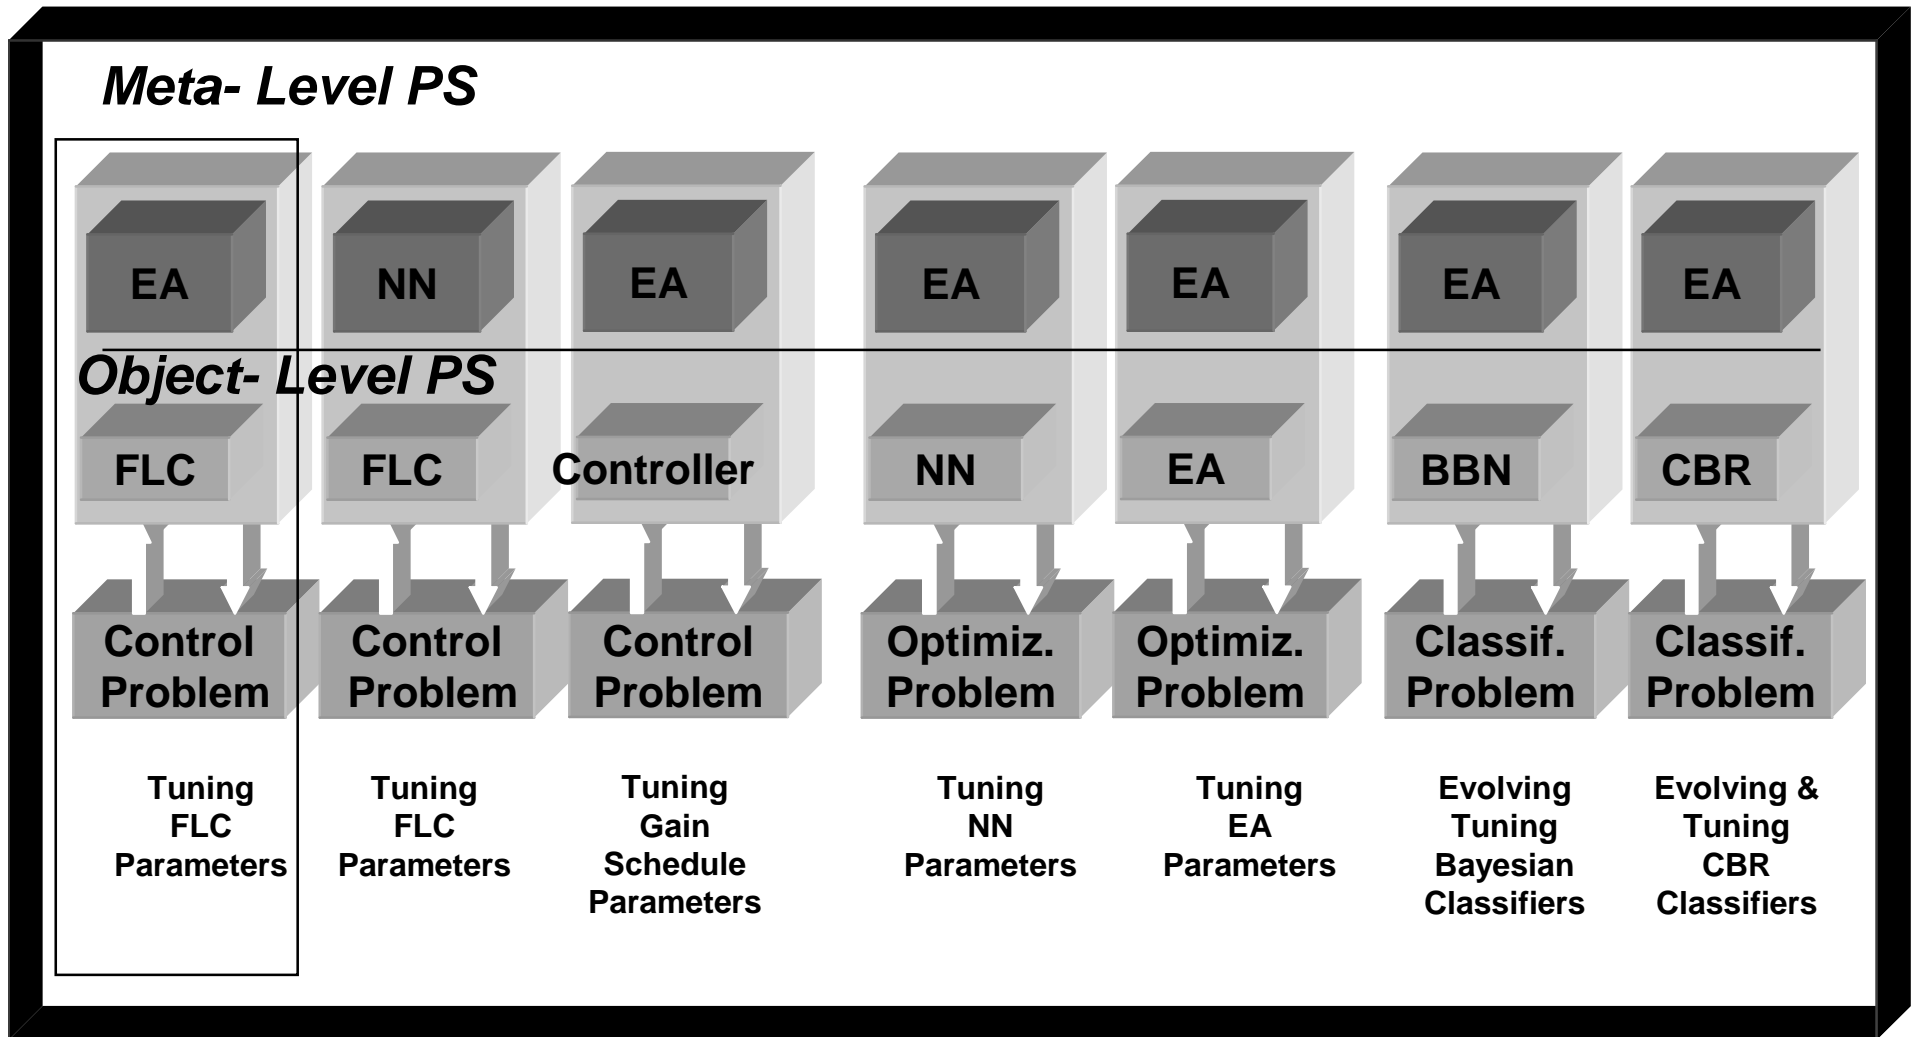 Meta- Level PS
EA
NN
EA
EA
EA
EA
EA
Object- Level PS
FLC
FLC
Controller
NN
EA
BBN
CBR
Control
Problem
Control
Problem
Control
Problem
Optimiz.
Problem
Optimiz.
Problem
Classif.
Problem
Classif.
Problem
Tuning
FLC
Parameters
Tuning
FLC
Parameters
Tuning
Gain
Schedule
Parameters
Tuning
NN
Parameters
Tuning
EA
Parameters
Evolving
Tuning
Bayesian
Classifiers
Evolving &
Tuning
CBR
Classifiers